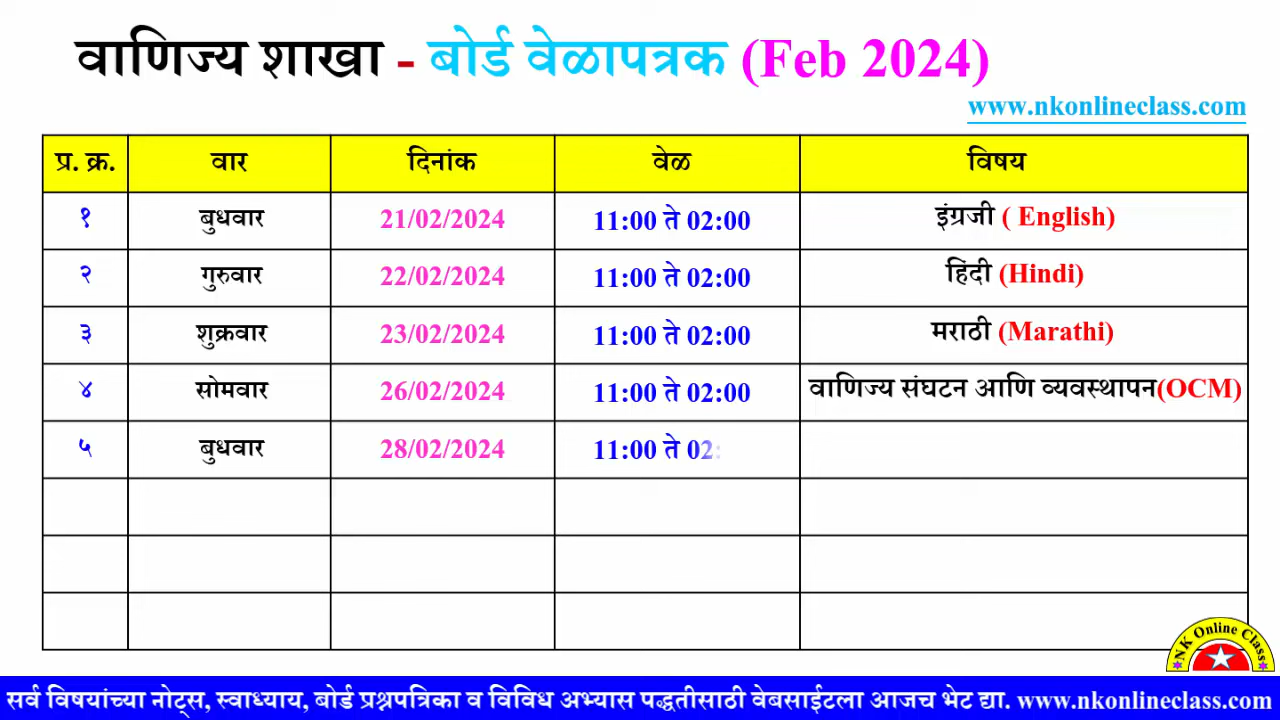 वाणिज्य शाखा - बोर्ड वेळापत्रक (Feb 2024)
www.nkonlineclass.com
प्र. क्र. वार दिनांक वेळ विषय
१ बुधवार 21/02/2024 11:00 ते 02:00 इंग्रजी ( English)
२ गुरुवार 22/02/2024 11:00 ते 02:00 हिंदी (Hindi)
३ शुक्रवार 23/02/2024 11:00 ते 02:00 मराठी (Marathi)
४ सोमवार 26/02/2024 11:00 ते 02:00 वाणिज्य संघटन आणि व्यवस्थापन(OCM)
५ बुधवार 28/02/2024 11:00 ते 02:
NK Online Class
सर्व विषयांच्या नोट्स, स्वाध्याय, बोर्ड प्रश्नपत्रिका व विविध अभ्यास पद्धतीसाठी वेबसाईटला आजच भेट द्या. www.nkonlineclass.com